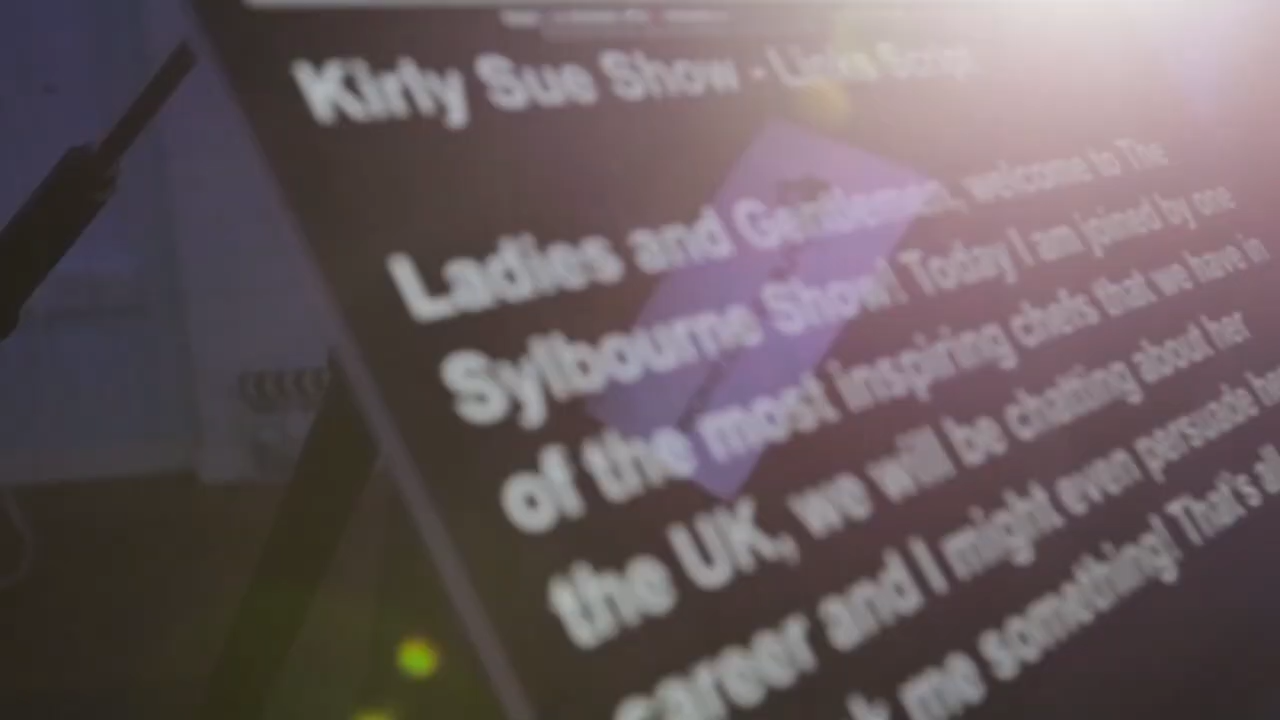 Kirly Sue Show - Links Script
Ladies and Gentlemen, welcome to The
Sylbourne Show! Today I am joined by one
of the most inspiring chefs that we have in
the UK, we will be chatting about her
career and I might even persuade
me something! That's